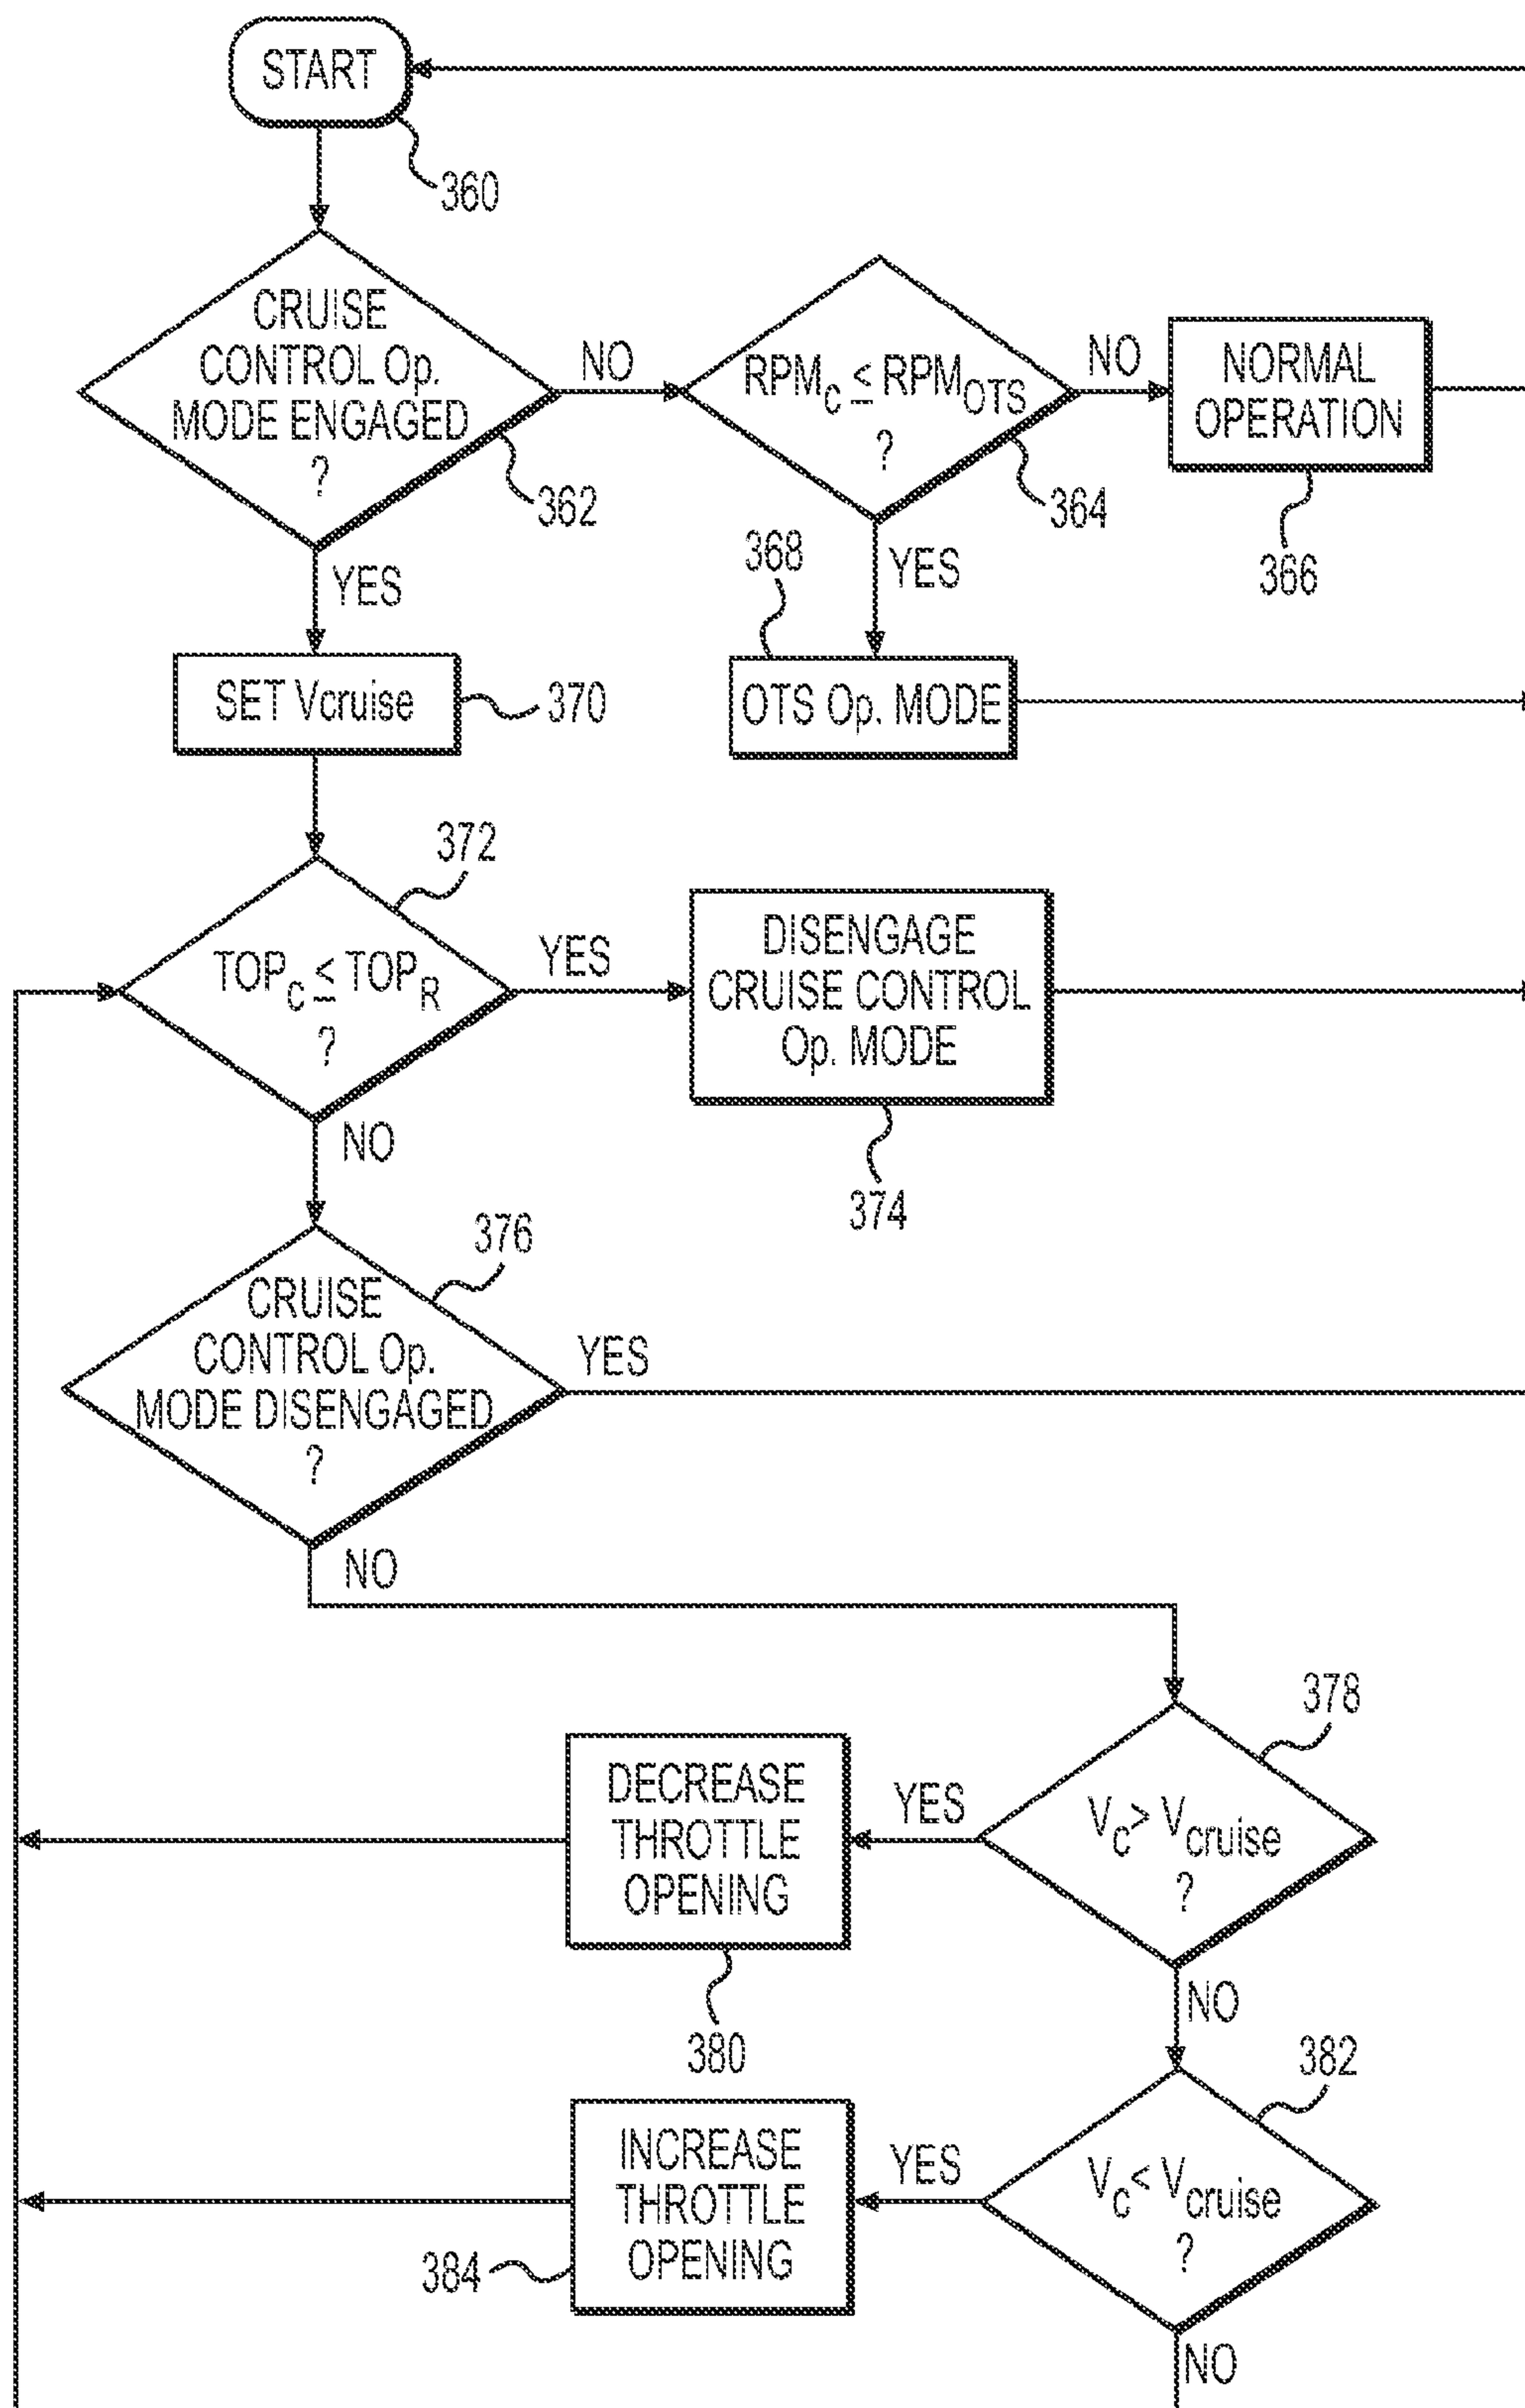 START
360
CRUISE
CONTROL Op.
MODE ENGAGED
?
362
NO
RPMC ≤ RPMOTS
?
364
NO
NORMAL
OPERATION
366
YES
368
YES
SET Vcruise
370
OTS Op. MODE
372
TOPC ≤ TOPR
?
YES
DISENGAGE
CRUISE CONTROL
Op. MODE
374
NO
376
CRUISE
CONTROL Op.
MODE DISENGAGED
?
YES
NO
378
VC > Vcruise
?
YES
DECREASE
THROTTLE
OPENING
380
NO
382
VC < Vcruise
?
YES
INCREASE
THROTTLE
OPENING
384
NO